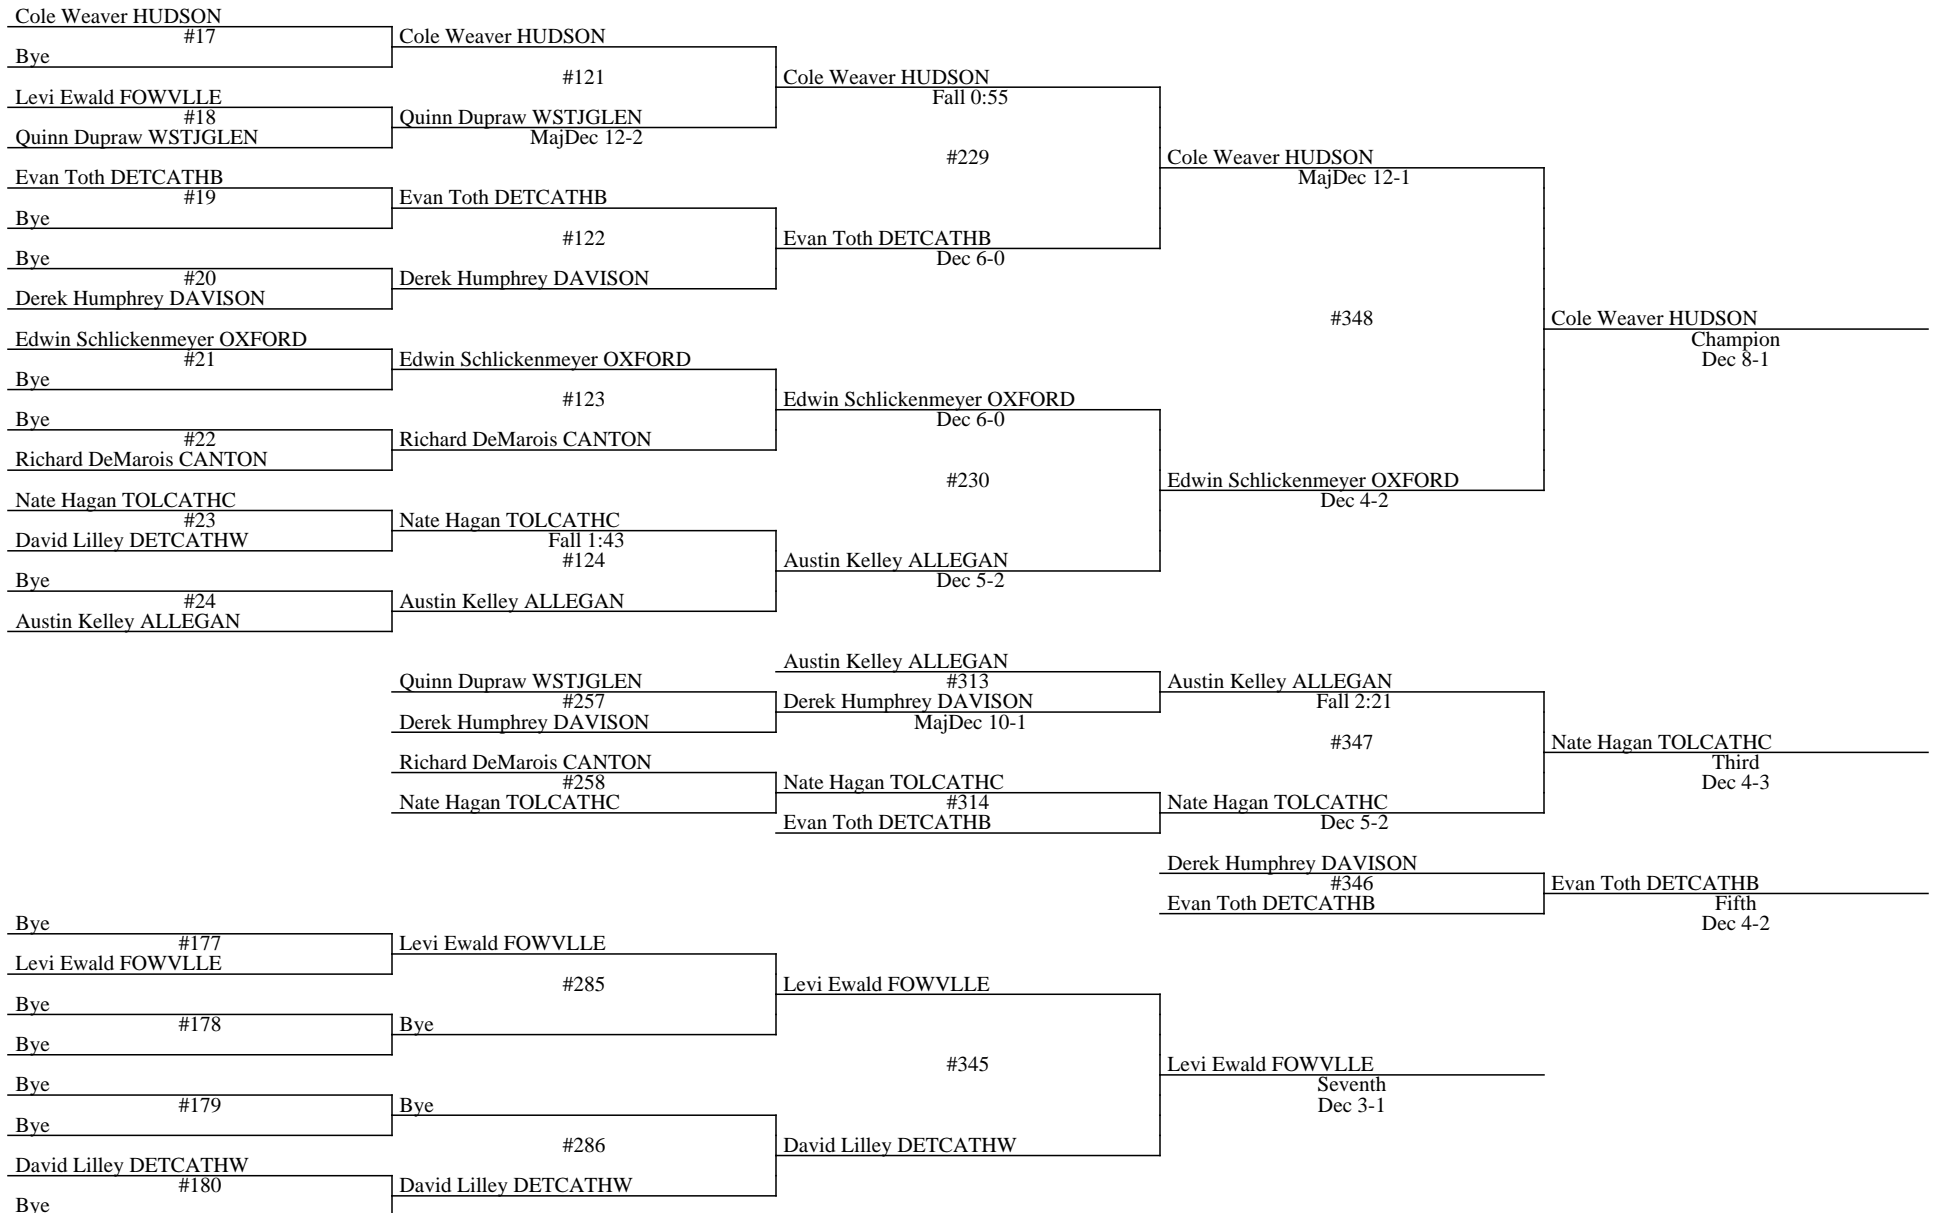 Cole Weaver HUDSON
#17
Bye
Cole Weaver HUDSON
#121
Levi Ewald FOWVLLE
#18
Quinn Dupraw WSTJGLEN
Quinn Dupraw WSTJGLEN
MajDec 12-2
Cole Weaver HUDSON
Fall 0:55
#229
Evan Toth DETCATHB
#19
Bye
Evan Toth DETCATHB
#122
Bye
#20
Derek Humphrey DAVISON
Derek Humphrey DAVISON
Evan Toth DETCATHB
Dec 6-0
Cole Weaver HUDSON
MajDec 12-1
#348
Edwin Schlickenmeyer OXFORD
#21
Bye
Edwin Schlickenmeyer OXFORD
#123
Bye
#22
Richard DeMarois CANTON
Richard DeMarois CANTON
Edwin Schlickenmeyer OXFORD
Dec 6-0
#230
Nate Hagan TOLCATHC
#23
David Lilley DETCATHW
Nate Hagan TOLCATHC
Fall 1:43
#124
Bye
#24
Austin Kelley ALLEGAN
Austin Kelley ALLEGAN
Austin Kelley ALLEGAN
Dec 5-2
Edwin Schlickenmeyer OXFORD
Dec 4-2
Cole Weaver HUDSON
Champion
Dec 8-1
Quinn Dupraw WSTJGLEN
#257
Derek Humphrey DAVISON
Austin Kelley ALLEGAN
#313
Derek Humphrey DAVISON
MajDec 10-1
Austin Kelley ALLEGAN
Fall 2:21
#347
Richard DeMarois CANTON
#258
Nate Hagan TOLCATHC
Nate Hagan TOLCATHC
#314
Evan Toth DETCATHB
Nate Hagan TOLCATHC
Dec 5-2
Nate Hagan TOLCATHC
Third
Dec 4-3
Derek Humphrey DAVISON
#346
Evan Toth DETCATHB
Evan Toth DETCATHB
Fifth
Dec 4-2
Bye
#177
Levi Ewald FOWVLLE
Levi Ewald FOWVLLE
#285
Bye
#178
Bye
Bye
Levi Ewald FOWVLLE
#345
Bye
#179
Bye
Bye
#286
David Lilley DETCATHW
#180
Bye
David Lilley DETCATHW
David Lilley DETCATHW
Levi Ewald FOWVLLE
Seventh
Dec 3-1